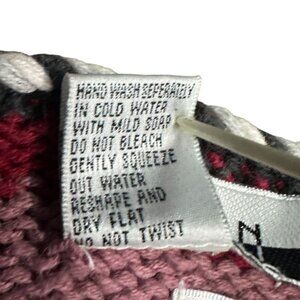 HAND WASH SEPERATELY
IN COLD WATER
WITH MILD SOAP
DO NOT BLEACH
GENTLY SQUEEZE
OUT WATER
RESHAPE AND
DRY FLAT
DO NOT TWIST
N